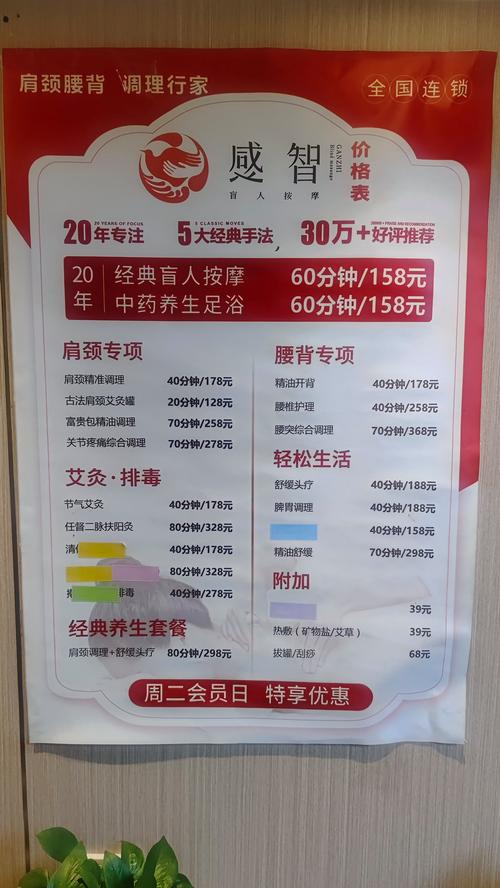 肩颈腰背 调理行家
全国连锁
感智
盲人按摩
GANZHI
Blind massage
价格表
20 YEARS OF FOCUS
20年专注
5 CLASSIC MOVES
5大经典手法,
30万+好评推荐
20年
经典盲人按摩 60分钟/158元
中药养生足浴 60分钟/158元
肩颈专项
肩颈精准调理 40分钟/178元
古法肩颈艾灸罐 20分钟/128元
富贵包精油调理 70分钟/258元
关节疼痛综合调理 70分钟/278元
艾灸·排毒
节气艾灸 40分钟/178元
任督二脉扶阳灸 80分钟/328元
清 40分钟/178元
80分钟/328元
排毒 40分钟/278元
经典养生套餐
肩颈调理+舒缓头疗 80分钟/298元
腰背专项
精油开背 40分钟/178元
腰椎护理 40分钟/258元
腰突综合调理 70分钟/368元
轻松生活
舒缓头疗 40分钟/188元
脾胃调理 40分钟/188元
40分钟/158元
精油舒缓 70分钟/298元
附加
39元
热敷（矿物盐/艾草） 39元
拔罐/刮痧 68元
周二会员日 特享优惠